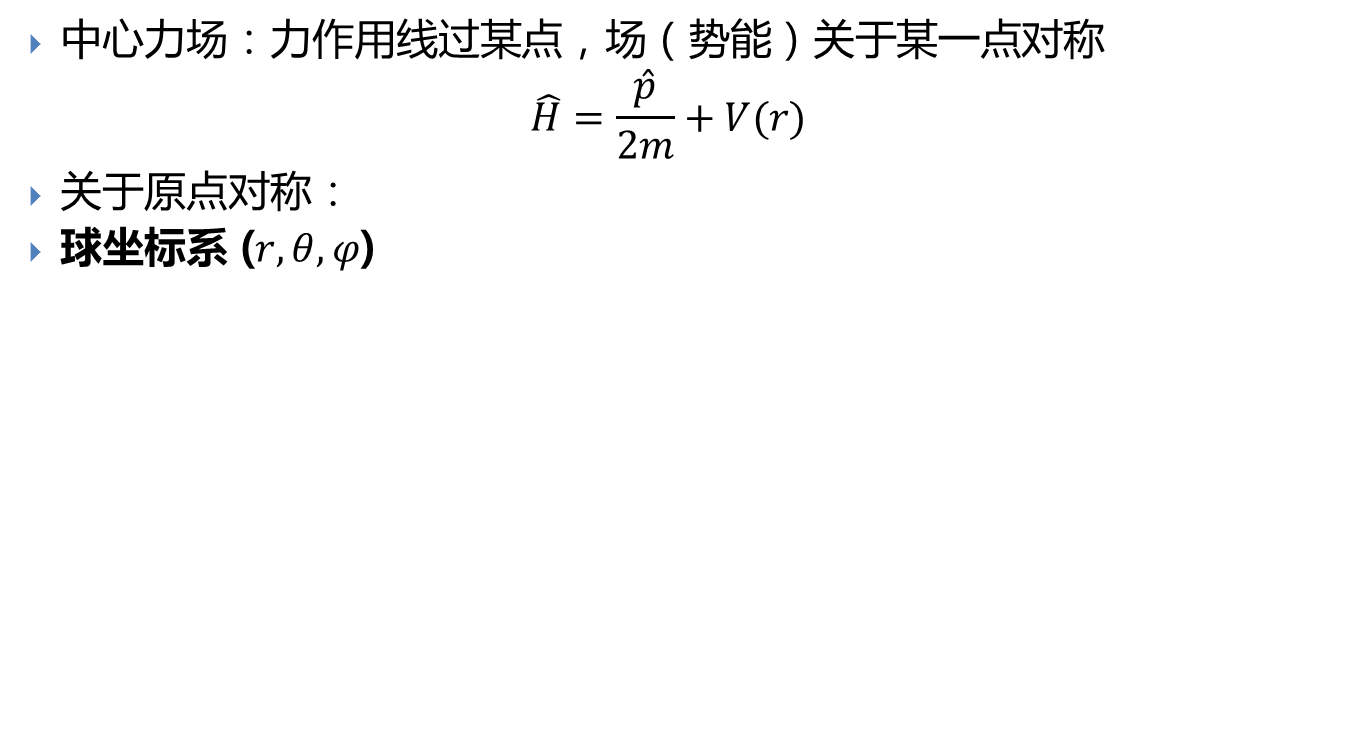 中心力场：力作用线过某点，场（势能）关于某一点对称
Ĥ = p̂/2m + V(r)
关于原点对称：
球坐标系 (r, θ, φ)